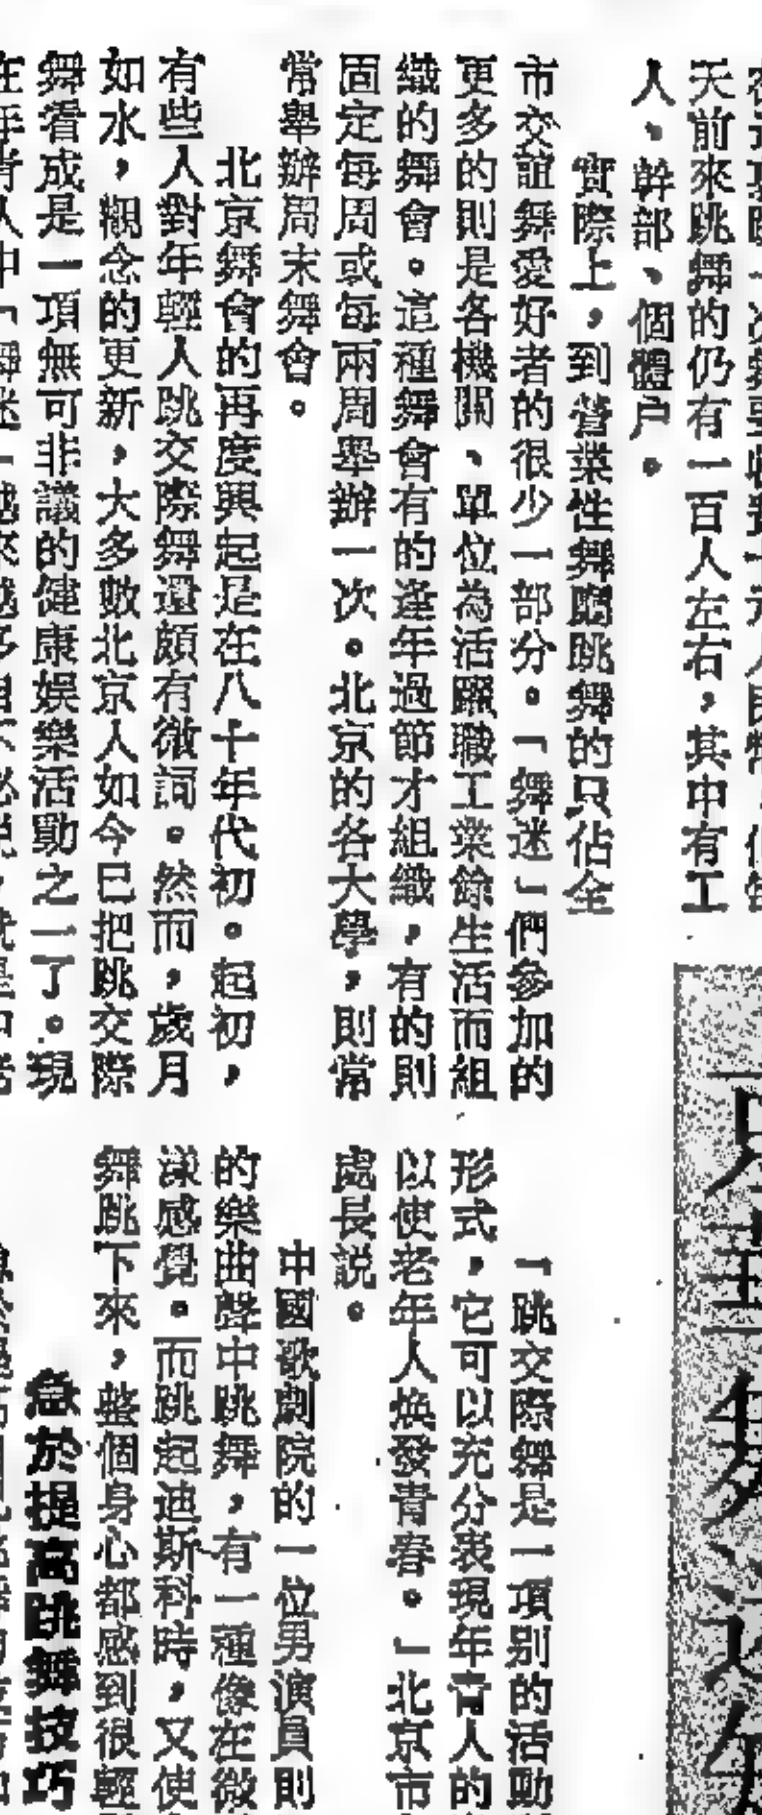 天前來跳舞的仍有一百人左右，其中有工
人、幹部、個體户。
實際上，到營業性舞廳跳舞的只佔全
市交誼舞愛好者的很少一部分。「舞迷」們參加的
更多的則是各機關、單位為活躍職工業餘生活而組
織的舞會。這種舞會有的逢年過節才組織，有的則
固定每周或每兩周舉辦一次。北京的各大學，則常
常舉辦周末舞會。
北京舞會的再度興起是在八十年代初。起初，
有些人對年輕人跳交際舞還頗有微詞。然而，歲月
如水，觀念的更新，大多數北京人如今已把跳交際
舞看成是一項無可非議的健康娛樂活動之一了。現
「跳交際舞是一項别的活動
形式，它可以充分表現年青人的
以使老年人煥發青春。」北京市
處長説。
中國歌劇院的一位男演員則
的樂曲聲中跳舞，有一種像在微
漾感覺。而跳起迪斯科時，又使
舞跳下來，整個身心都感到很輕
急於提高跳舞技巧